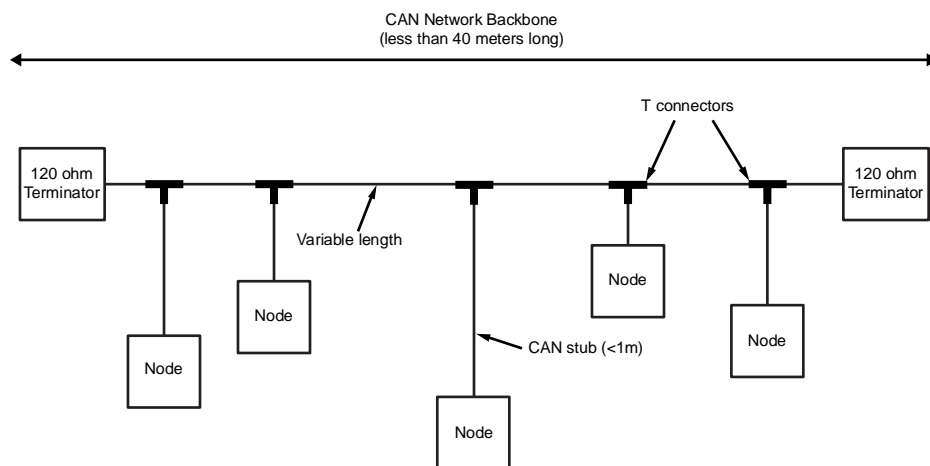 CAN Network Backbone
(less than 40 meters long)
T connectors
120 ohm
Terminator
120 ohm
Terminator
Variable length
Node
Node
Node
CAN stub (<1m)
Node
Node